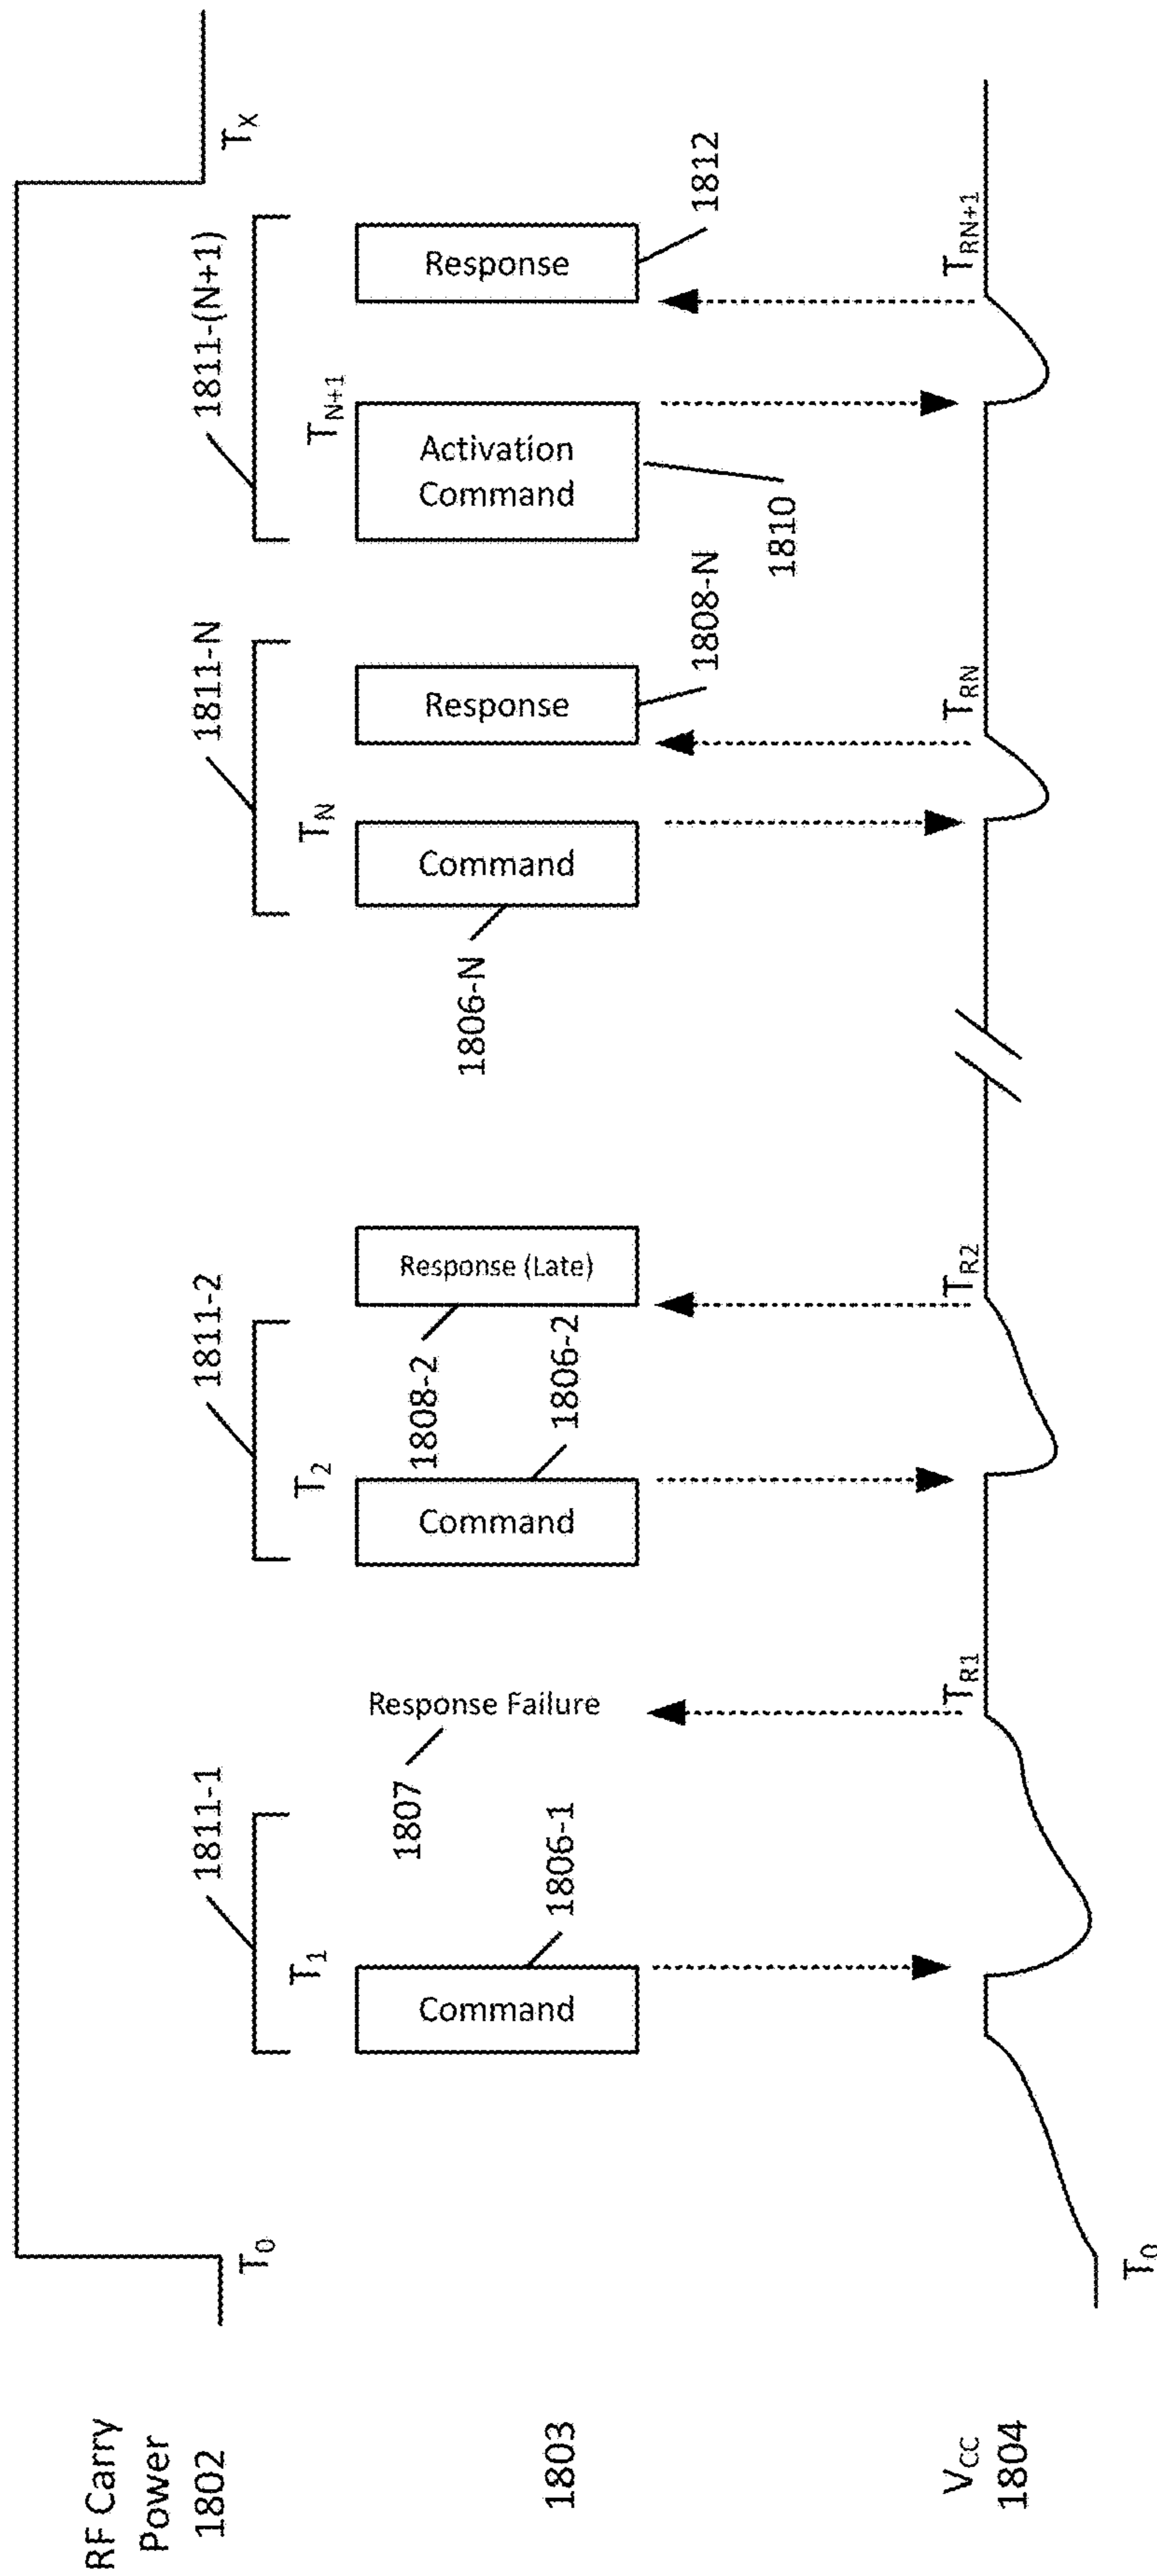 RF Carry
Power
1802
T0
TX
1811-1
1811-2
1811-N
1811-(N+1)
T1
T2
TN
TN+1
1803
Command
1806-1
Response Failure
1807
Command
1806-2
Response (Late)
1808-2
Command
1806-N
Response
1808-N
Activation
Command
1810
Response
1812
VCC
1804
T0
TR1
TR2
TRN
TRN+1